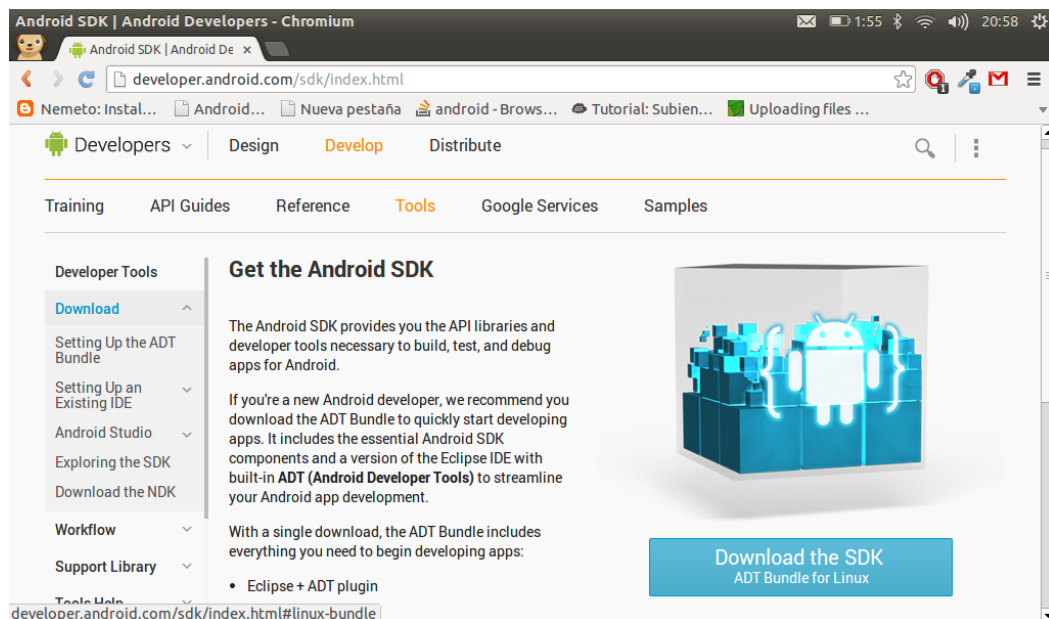 Android SDK | Android Developers - Chromium
1:55
20:58
Android SDK | Android De
developer.android.com/sdk/index.html
1
Nemeto: Instal...
Android...
Nueva pestaña
android - Brows...
Tutorial: Subien...
Uploading files ...
Developers
Design
Develop
Distribute
Training
API Guides
Reference
Tools
Google Services
Samples
Developer Tools
Download
Setting Up the ADT
Bundle
Setting Up an
Existing IDE
Android Studio
Exploring the SDK
Download the NDK
Workflow
Support Library
Tools Help
Get the Android SDK
The Android SDK provides you the API libraries and
developer tools necessary to build, test, and debug
apps for Android.
If you're a new Android developer, we recommend you
download the ADT Bundle to quickly start developing
apps. It includes the essential Android SDK
components and a version of the Eclipse IDE with
built-in ADT (Android Developer Tools) to streamline
your Android app development.
With a single download, the ADT Bundle includes
everything you need to begin developing apps:
• Eclipse + ADT plugin
Download the SDK
ADT Bundle for Linux
developer.android.com/sdk/index.html#linux-bundle